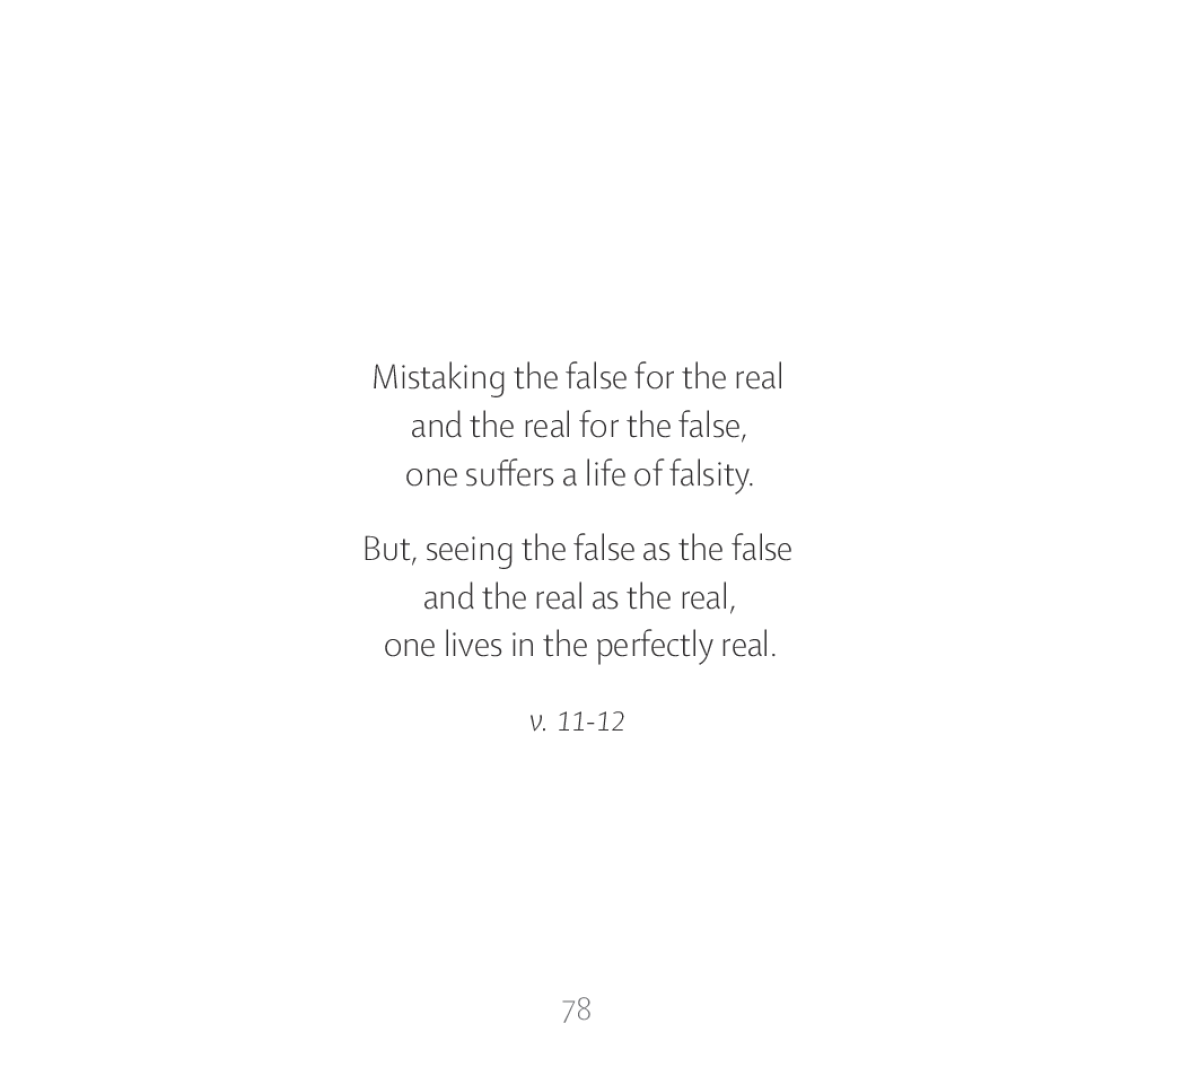 Mistaking the false for the real
and the real for the false,
one suffers a life of falsity.
But, seeing the false as the false
and the real as the real,
one lives in the perfectly real.
v. 11-12
78